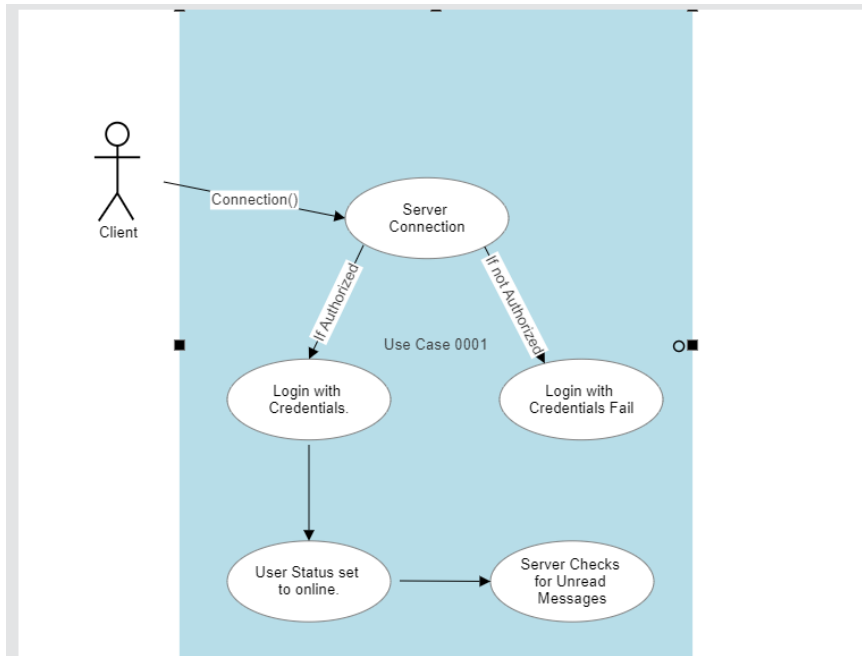 Connection()
Client
Server
Connection
If Authorized
If not Authorized
Use Case 0001
Login with
Credentials.
Login with
Credentials Fail
User Status set
to online.
Server Checks
for Unread
Messages